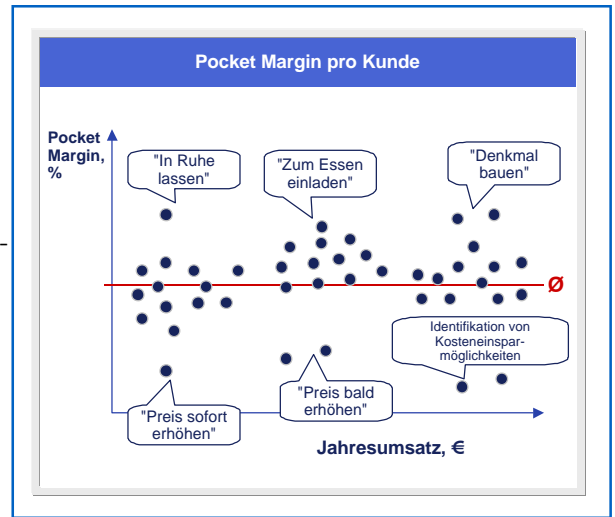 Pocket Margin pro Kunde
Pocket
Margin,
%
"In Ruhe
lassen"
"Zum Essen
einladen"
"Denkmal
bauen"
Ø
Identifikation von
Kosteneinspar-
möglichkeiten
"Preis sofort
erhöhen"
"Preis bald
erhöhen"
Jahresumsatz, €